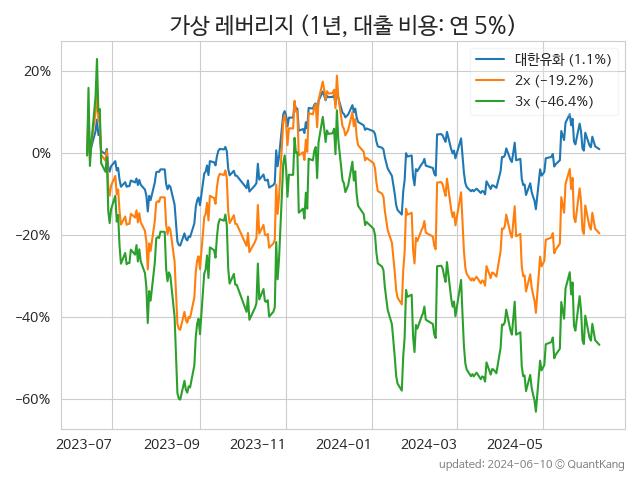 가상 레버리지 (1년, 대출 비용: 연 5%)
대한유화 (1.1%)
2x (−19.2%)
3x (−46.4%)
20%
0%
−20%
−40%
−60%
2023-07
2023-09
2023-11
2024-01
2024-03
2024-05
updated: 2024-06-10 © QuantKang